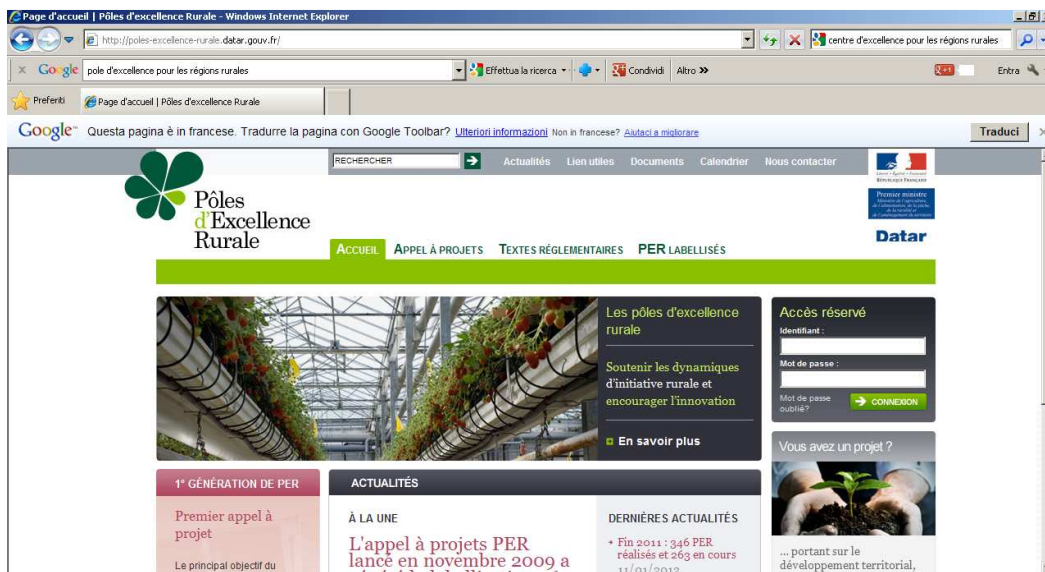 Page d'accueil | Pôles d'excellence Rurale - Windows Internet Explorer
http://poles-excellence-rurale.datar.gouv.fr/
centre d'excellence pour les régions rurales
Google pole d'excellence pour les régions rurales Effettua la ricerca Condividi Altro » Entra
Preferiti Page d'accueil | Pôles d'excellence Rurale
Google Questa pagina è in francese. Tradurre la pagina con Google Toolbar? Ulteriori informazioni Non in francese? Aiutaci a migliorare Traduci
RECHERCHER Actualités Lien utiles Documents Calendrier Nous contacter
Pôles
d'Excellence
Rurale
RÉPUBLIQUE FRANÇAISE
Premier ministre
Datar
ACCUEIL APPEL À PROJETS TEXTES RÉGLEMENTAIRES PER LABELLISÉS
Les pôles d'excellence
rurale
Soutenir les dynamiques
d'initiative rurale et
encourager l'innovation
En savoir plus
Accès réservé
Identifiant :
Mot de passe :
Mot de passe
oublié?
CONNEXION
Vous avez un projet ?
... portant sur le
développement territorial,
1° GÉNÉRATION DE PER
Premier appel à
projet
Le principal objectif du
ACTUALITÉS
À LA UNE
L'appel à projets PER
lancé en novembre 2009 a
DERNIÈRES ACTUALITÉS
Fin 2011 : 346 PER
réalisés et 263 en cours
11/01/2012